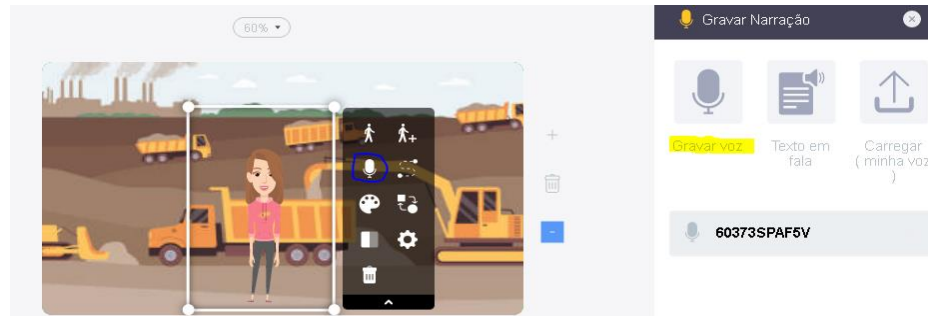 60%
Gravar Narração
Gravar voz
Texto em
fala
Carregar
( minha voz
)
60373SPAF5V